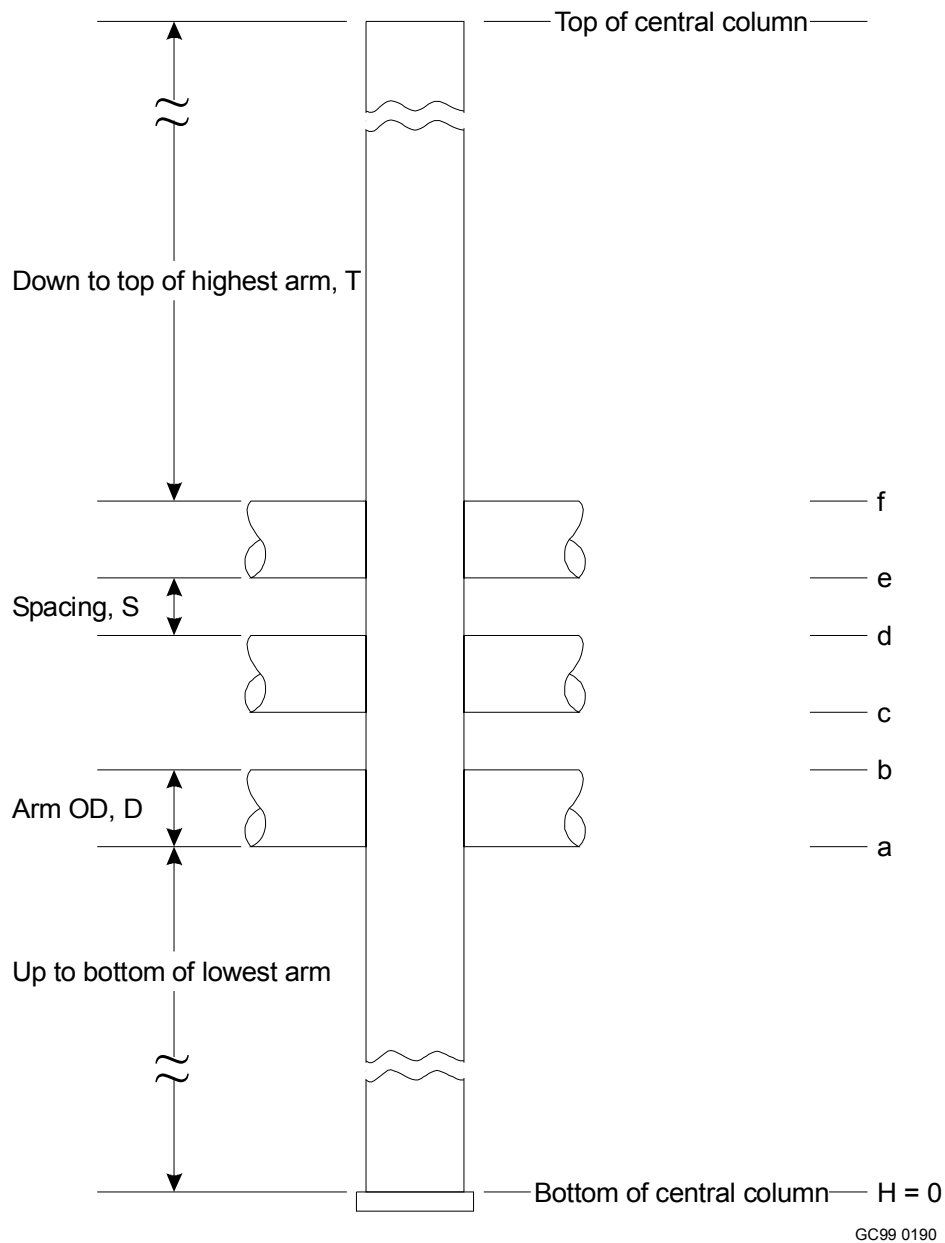 Top of central column
Down to top of highest arm, T
f
e
Spacing, S
d
c
b
Arm OD, D
a
Up to bottom of lowest arm
Bottom of central column H = 0
GC99 0190